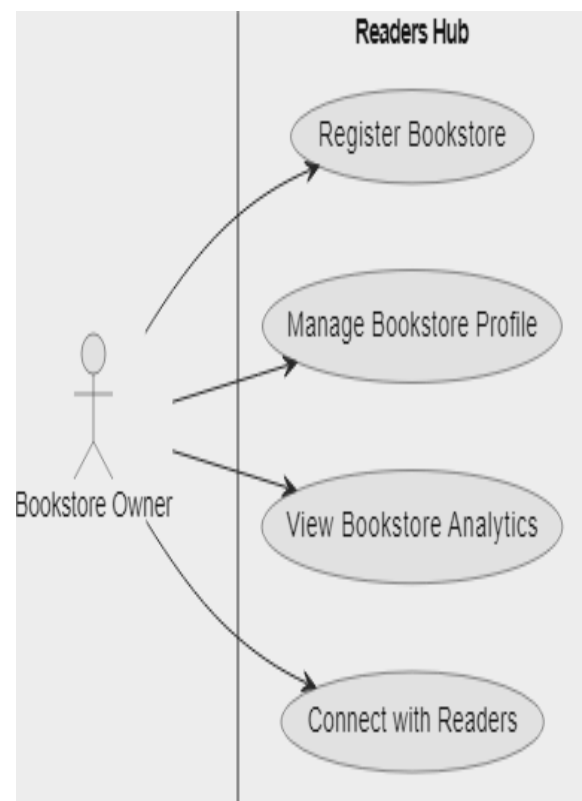 Readers Hub
Register Bookstore
Manage Bookstore Profile
Bookstore Owner
View Bookstore Analytics
Connect with Readers